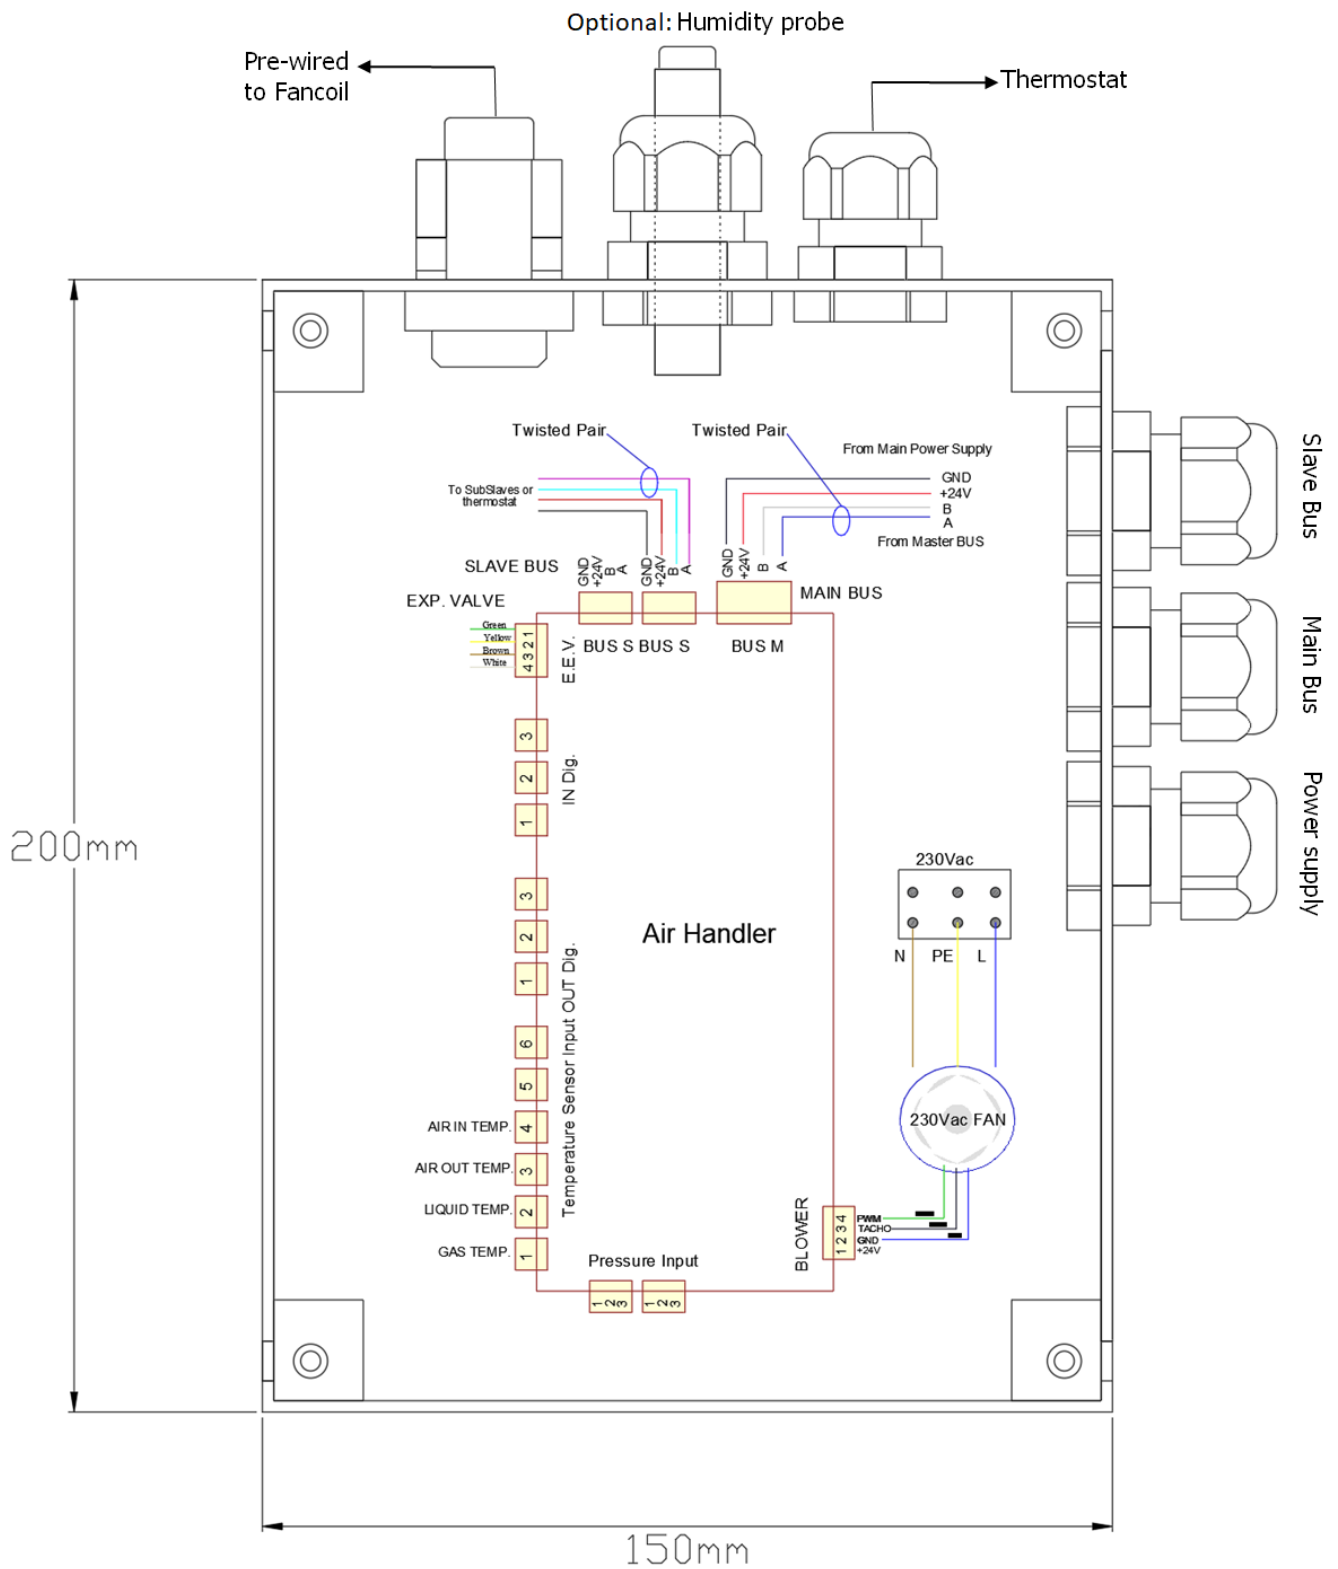 Optional: Humidity probe
Pre-wired
to Fancoil
Thermostat
Twisted Pair
Twisted Pair
From Main Power Supply
GND
+24V
B
A
From Master BUS
To SubSlaves or
thermostat
SLAVE BUS
GND
+24V
B
A
GND
+24V
B
A
GND
+24V
B
A
MAIN BUS
EXP. VALVE
BUS S
BUS S
BUS M
Green
Yellow
Brown
White
4 3 2 1
E.E.V.
3
2
1
IN Dig.
3
2
1
Temperature Sensor Input OUT Dig.
6
5
AIR IN TEMP.
4
AIR OUT TEMP.
3
LIQUID TEMP.
2
GAS TEMP.
1
Air Handler
230Vac
N
PE
L
230Vac FAN
BLOWER
1 2 3 4
PWM
TACHO
GND
+24V
Pressure Input
1 2 3
1 2 3
Slave Bus
Main Bus
Power supply
200mm
150mm